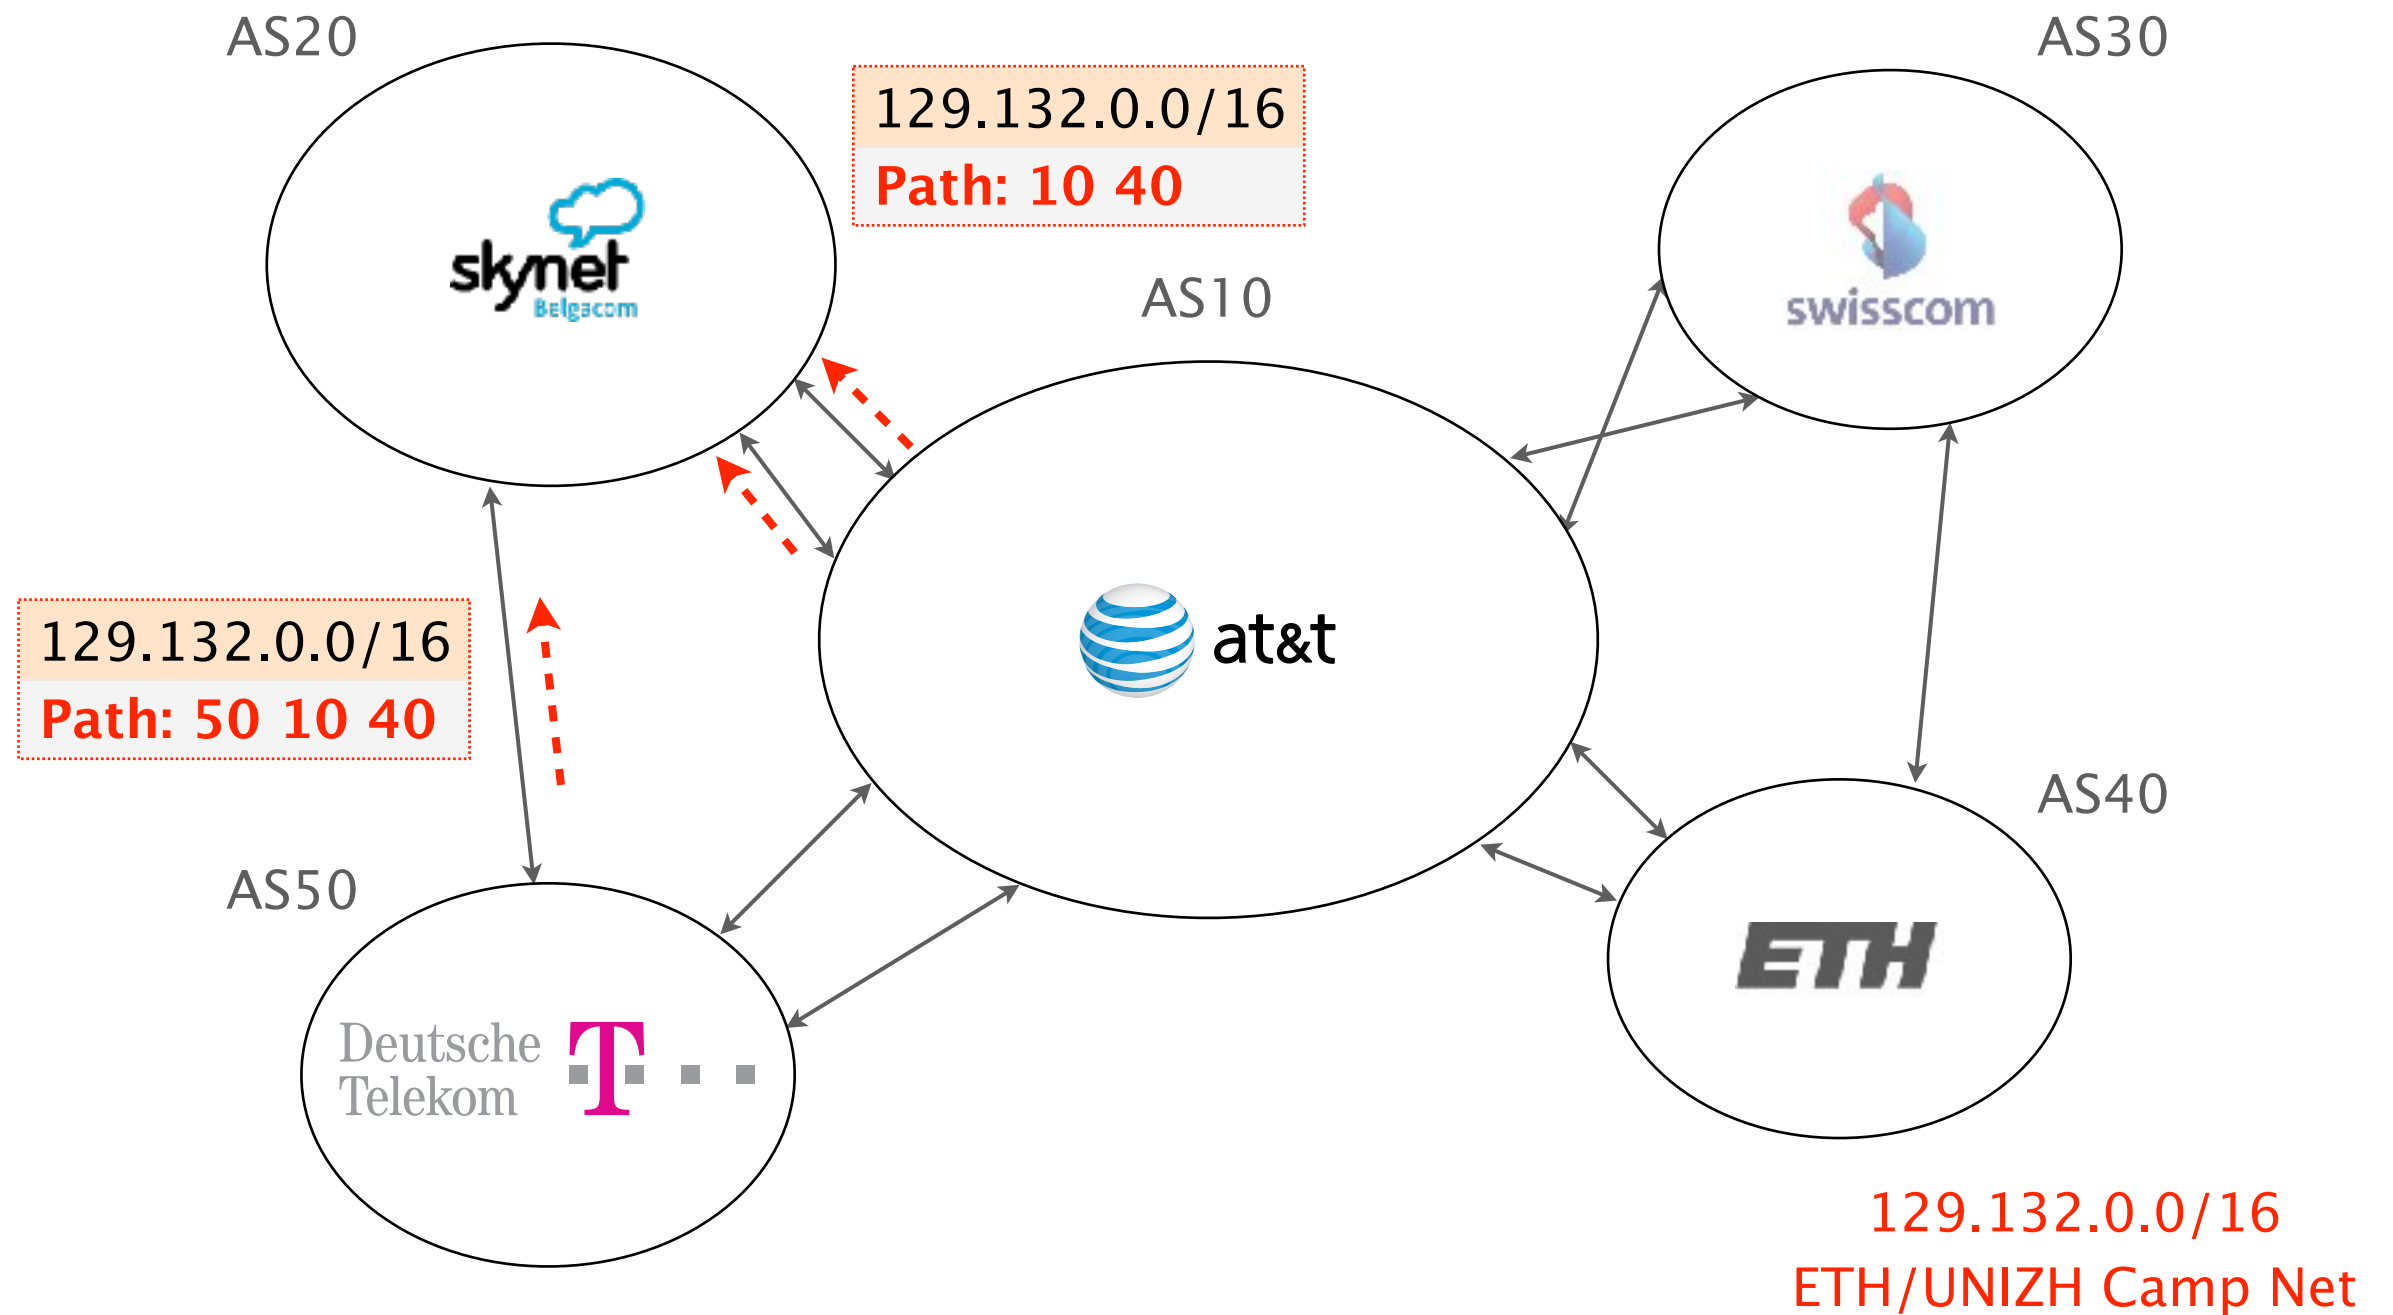 AS20
AS30
129.132.0.0/16
Path: 10 40
skynet
Belgacom
swisscom
AS10
129.132.0.0/16
Path: 50 10 40
at&t
AS40
AS50
ETH
Deutsche
Telekom
T
129.132.0.0/16
ETH/UNIZH Camp Net